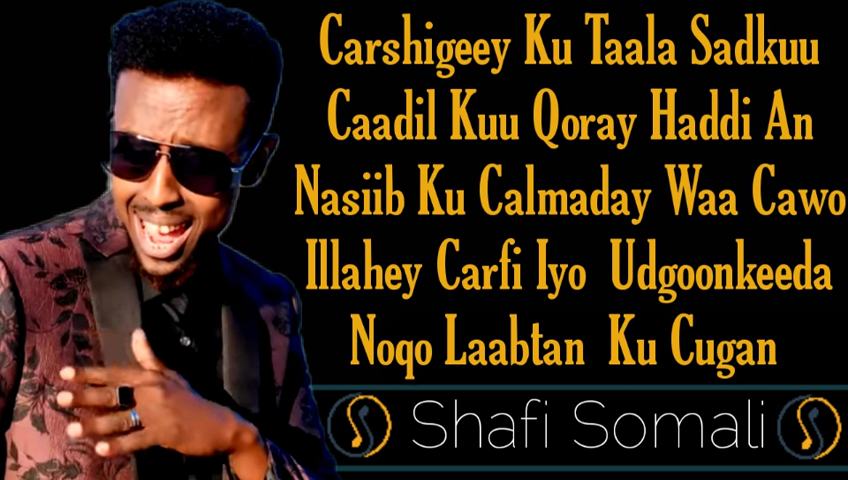 Carshigeey Ku Taala Sadkuu
Caadil Kuu Qoray Haddi An
Nasiib Ku Calmaday Waa Cawo
Illahey Carfi Iyo Udgoonkeeda
Noqo Laabtan Ku Cugan
Shafi Somali